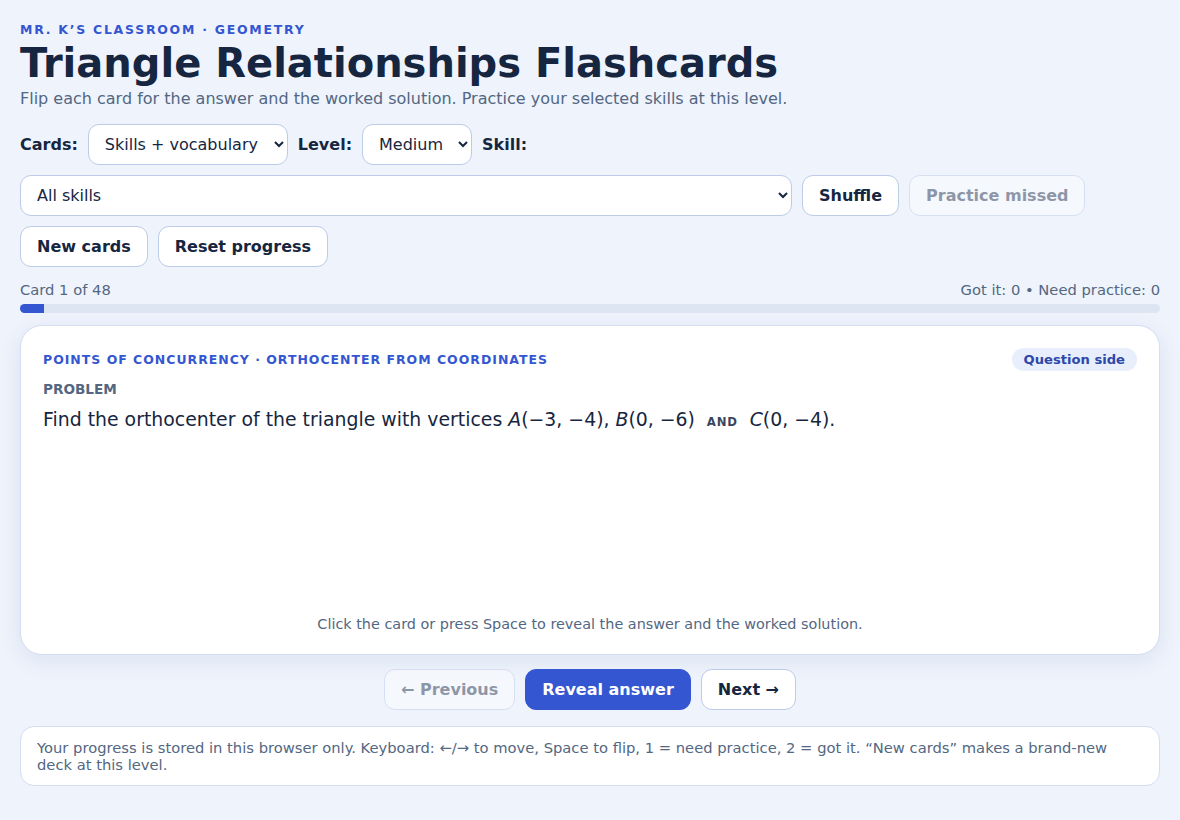 MR. K’S CLASSROOM · GEOMETRY
Triangle Relationships Flashcards
Flip each card for the answer and the worked solution. Practice your selected skills at this level.
Cards: Skills + vocabulary Level: Medium Skill:
All skills Shuffle Practice missed
New cards Reset progress
Card 1 of 48 Got it: 0 • Need practice: 0
POINTS OF CONCURRENCY · ORTHOCENTER FROM COORDINATES Question side
PROBLEM
Find the orthocenter of the triangle with vertices A(−3, −4), B(0, −6) AND C(0, −4).
Click the card or press Space to reveal the answer and the worked solution.
← Previous Reveal answer Next →
Your progress is stored in this browser only. Keyboard: ←/→ to move, Space to flip, 1 = need practice, 2 = got it. “New cards” makes a brand-new
deck at this level.